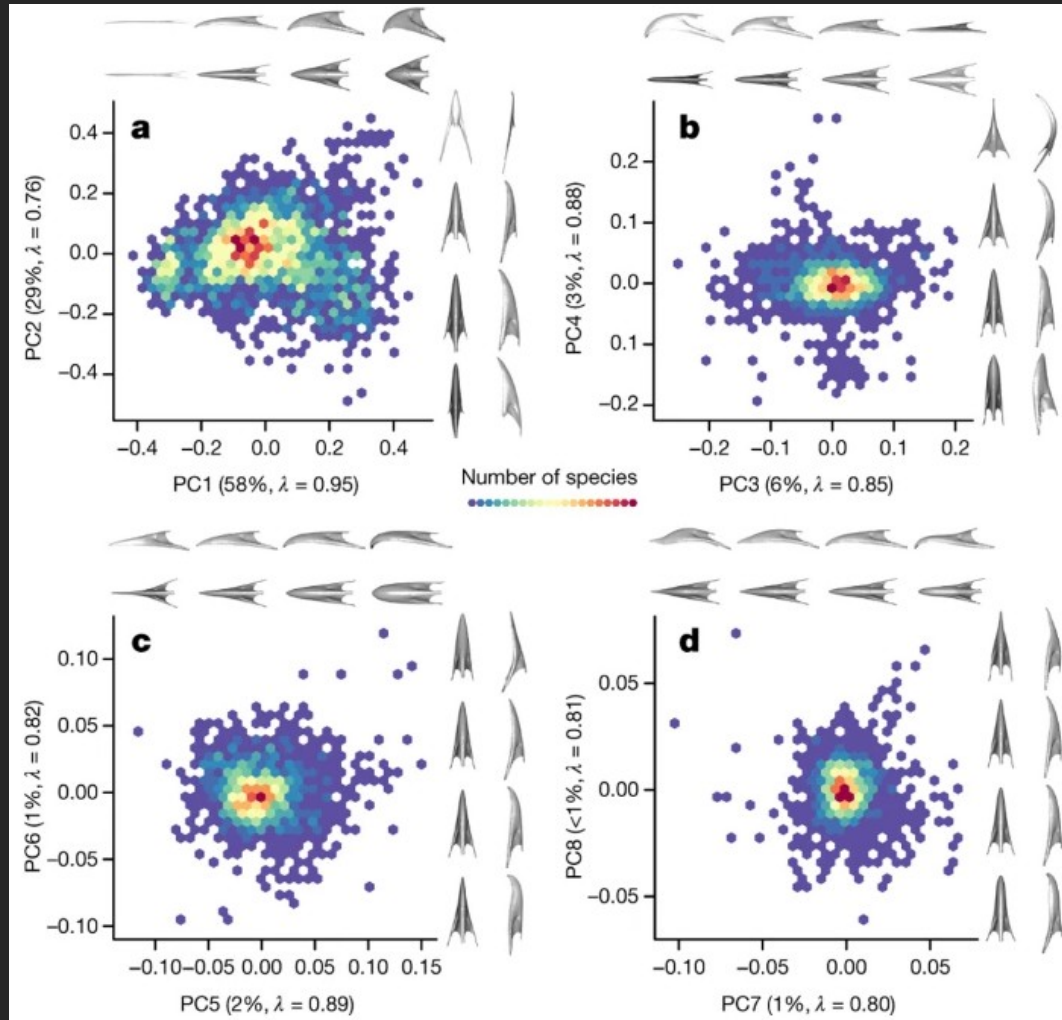 a
0.4
0.2
0.0
−0.2
−0.4
PC2 (29%, λ = 0.76)
−0.4 −0.2 0.0 0.2 0.4
PC1 (58%, λ = 0.95)
b
0.2
0.1
0.0
0.1
−0.2
PC4 (3%, λ = 0.88)
−0.2 −0.1 0.0 0.1 0.2
PC3 (6%, λ = 0.85)
Number of species
c
0.10
0.05
0.00
−0.05
−0.10
PC6 (1%, λ = 0.82)
−0.10 −0.05 0.00 0.05 0.10 0.15
PC5 (2%, λ = 0.89)
d
0.05
0.00
−0.05
PC8 (<1%, λ = 0.81)
−0.10 −0.05 0.00 0.05
PC7 (1%, λ = 0.80)